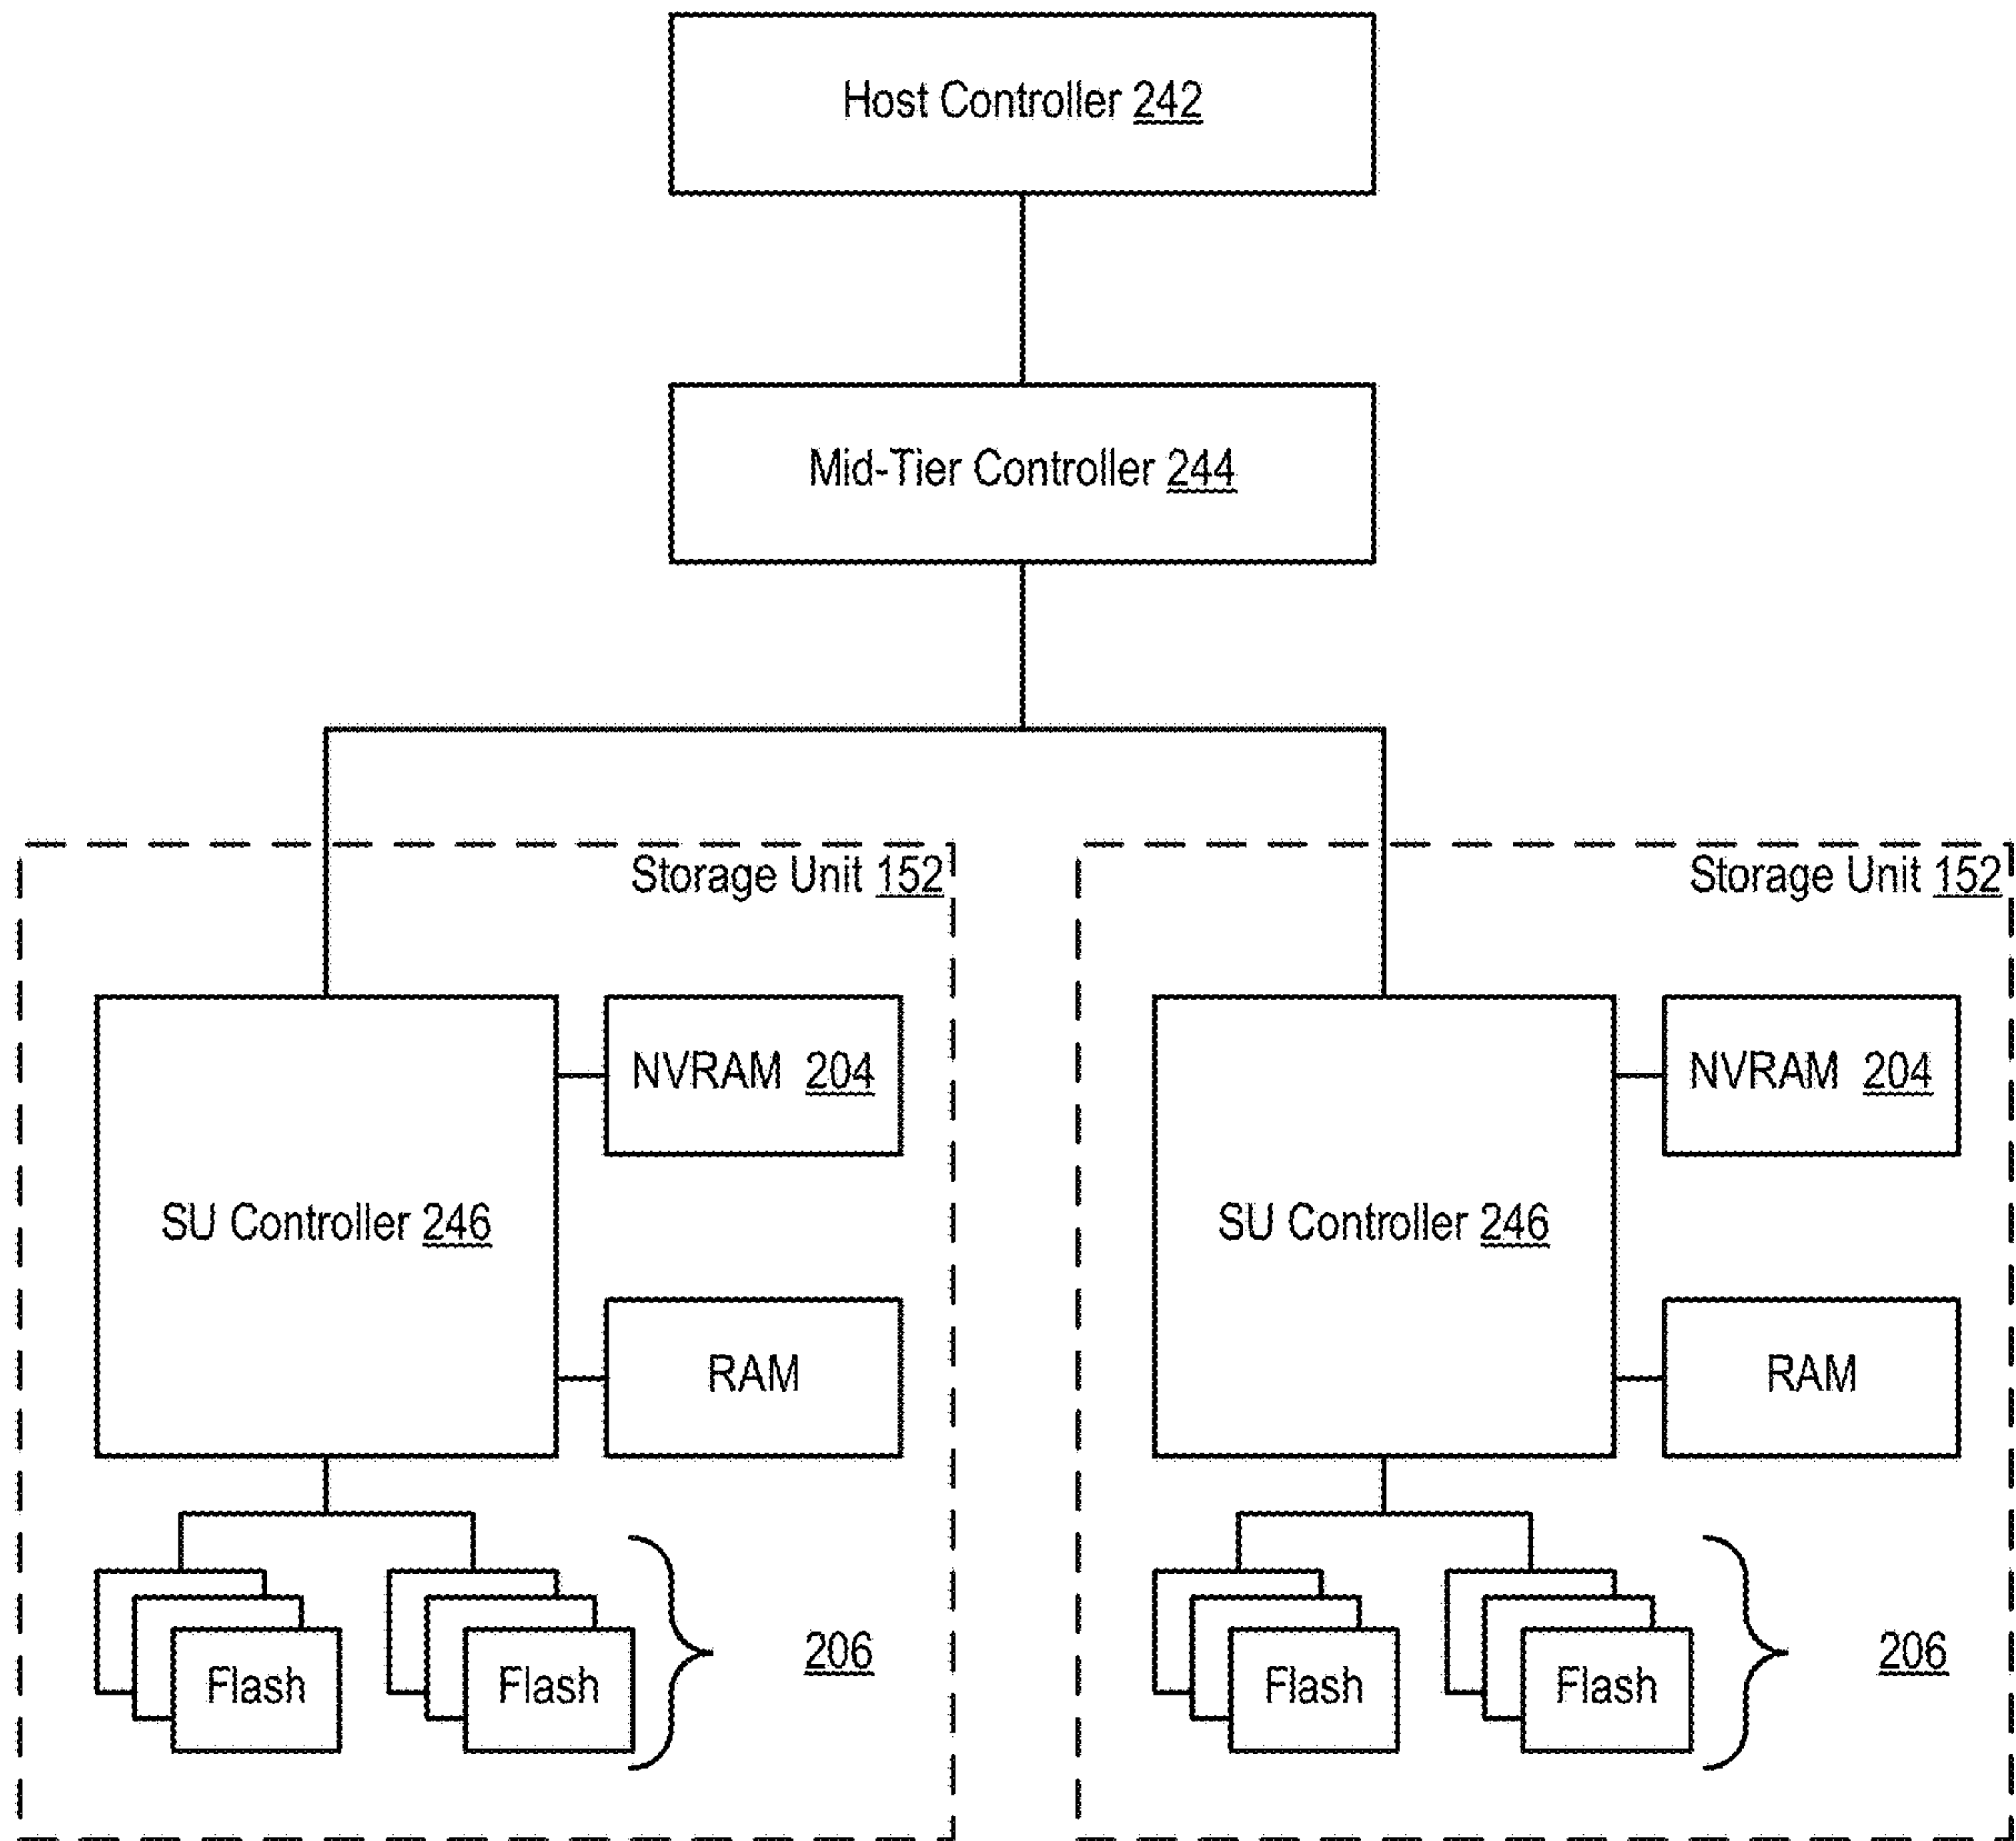 Host Controller 242
Mid-Tier Controller 244
Storage Unit 152
Storage Unit 152
NVRAM 204
NVRAM 204
SU Controller 246
SU Controller 246
RAM
RAM
Flash
Flash
206
Flash
Flash
206